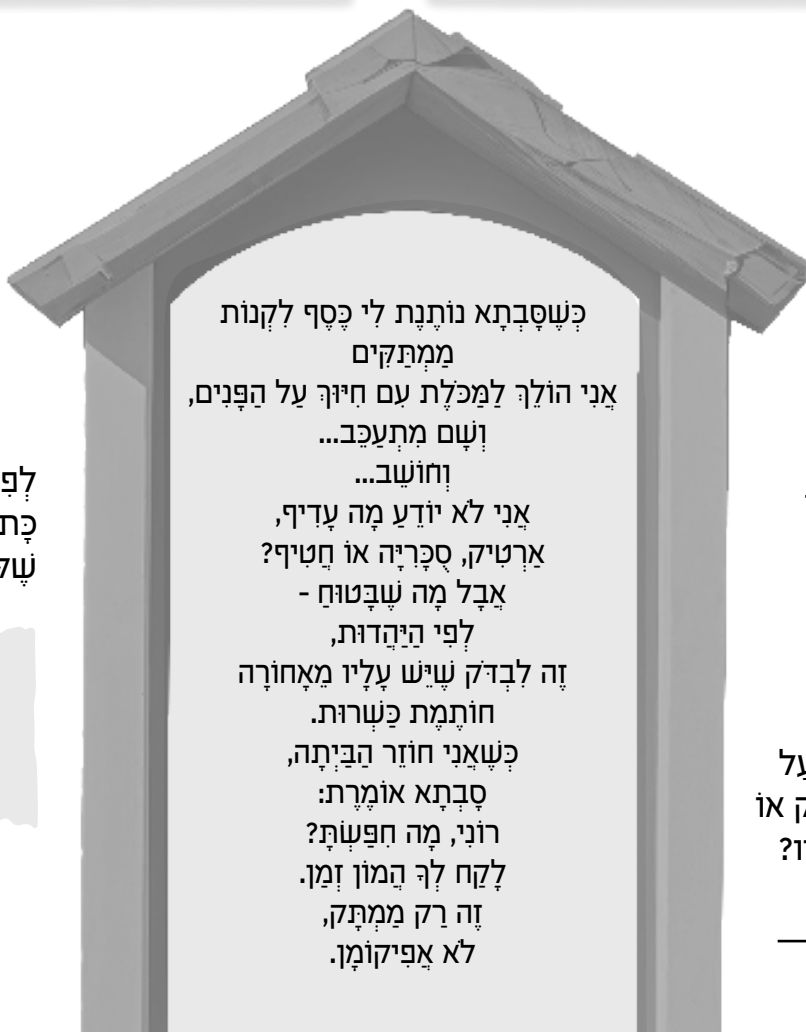 כְּשֶׁסָּבְתָא נוֹתֶנֶת לִי כֶּסֶף לִקְנוֹת
מַמְתַּקִּים
אֲנִי הוֹלֵךְ לַמַּכֹּלֶת עִם חִיּוּךְ עַל הַפָּנִים,
וְשָׁם מִתְעַכֵּב...
וְחוֹשֵׁב...
אֲנִי לֹא יוֹדֵעַ מָה עָדִיף,
אַרְטִיק, סֻכָּרִיָּה אוֹ חֲטִיף?
אֲבָל מָה שֶׁבָּטוּחַ -
לְפִי הַיַּהֲדוּת,
זֶה לִבְדֹּק שֶׁיֵּשׁ עָלָיו מֵאָחוֹרָה
חוֹתֶמֶת כַּשְׁרוּת.
כְּשֶׁאֲנִי חוֹזֵר הַבַּיְתָה,
סָבְתָא אוֹמֶרֶת:
רוֹנִי, מָה חִפַּשְׂתָּ?
לָקַח לְךָ הֲמוֹן זְמַן.
זֶה רַק מַמְתָּק,
לֹא אֲפִיקוֹמָן.
עַל
אוֹ